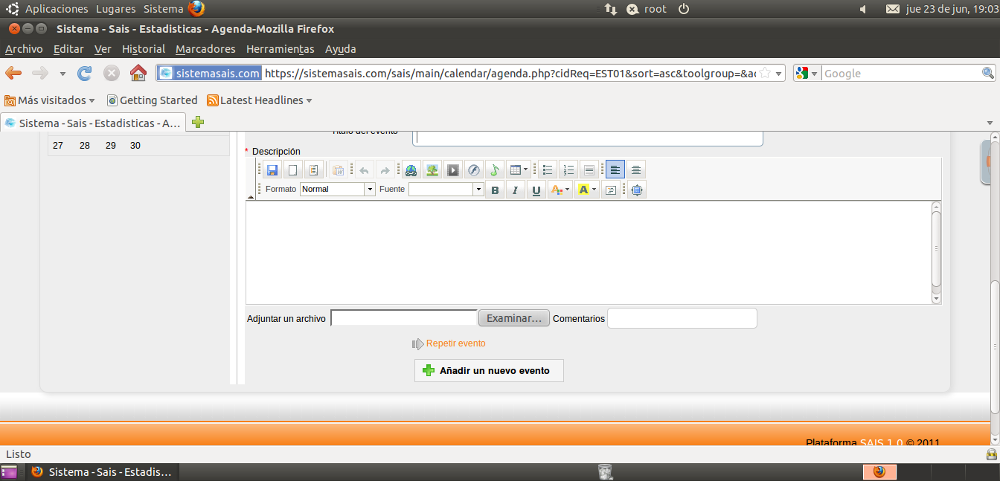 Aplicaciones Lugares Sistema root jue 23 de jun, 19:03
Sistema - Sais - Estadisticas - Agenda-Mozilla Firefox
Archivo Editar Ver Historial Marcadores Herramientas Ayuda
sistemasais.com https://sistemasais.com/sais/main/calendar/agenda.php?cidReq=EST01&sort=asc&toolgroup=&ac Google
Más visitados Getting Started Latest Headlines
Sistema - Sais - Estadisticas - A...
Titulo del evento
27 28 29 30
* Descripción
Formato Normal Fuente B I U A A
Adjuntar un archivo Examinar... Comentarios
Repetir evento
Añadir un nuevo evento
Plataforma SAIS 1.0 © 2011
Listo
Sistema - Sais - Estadis...